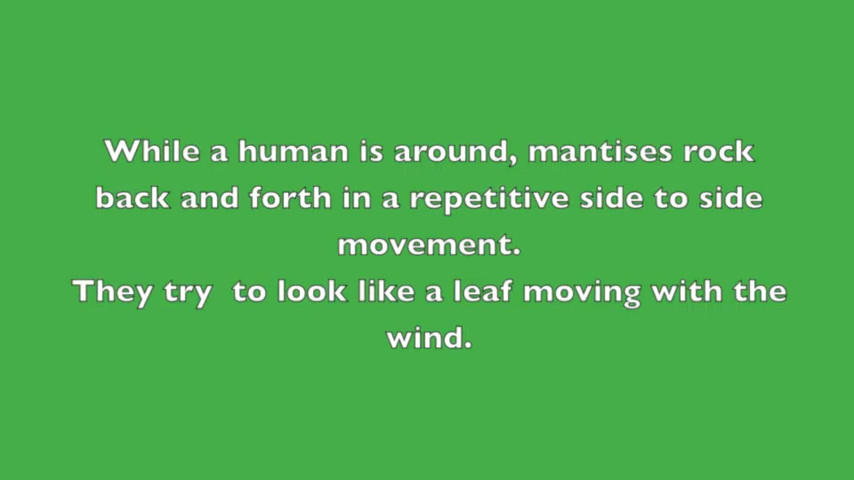 While a human is around, mantises rock
back and forth in a repetitive side to side
movement.
They try  to look like a leaf moving with the
wind.